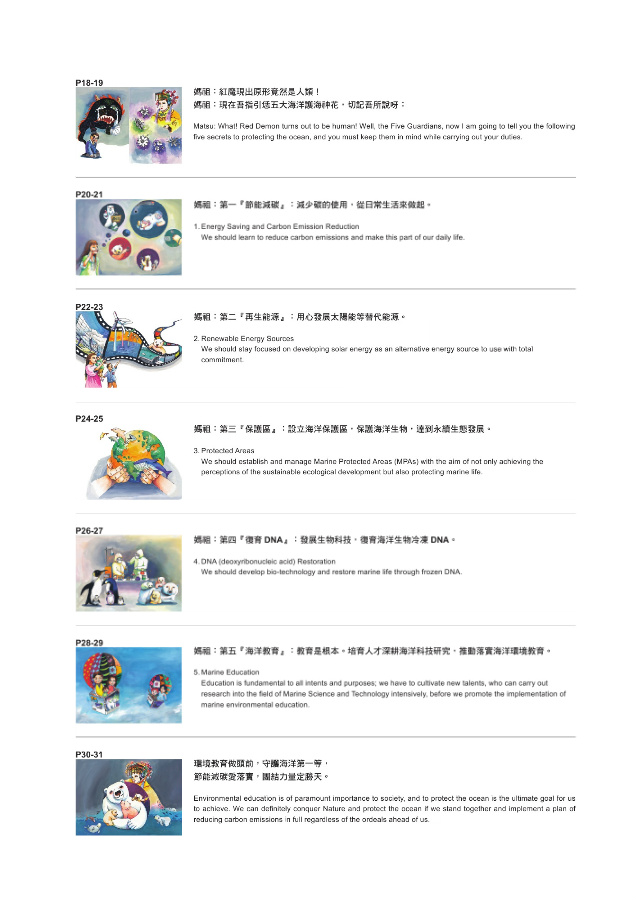 P18-19
媽祖：紅魔現出原形竟然是人類！
媽祖：現在吾指引恁五大海洋護海神花，切記吾所說呀：
Matsu: What! Red Demon turns out to be human! Well, the Five Guardians, now I am going to tell you the following
five secrets to protecting the ocean, and you must keep them in mind while carrying out your duties.
P20-21
媽祖：第一『節能減碳』：減少碳的使用，從日常生活來做起。
1. Energy Saving and Carbon Emission Reduction
We should learn to reduce carbon emissions and make this part of our daily life.
P22-23
媽祖：第二『再生能源』：用心發展太陽能等替代能源。
2. Renewable Energy Sources
We should stay focused on developing solar energy as an alternative energy source to use with total
commitment.
P24-25
媽祖：第三『保護區』：設立海洋保護區，保護海洋生物，達到永續生態發展。
3. Protected Areas
We should establish and manage Marine Protected Areas (MPAs) with the aim of not only achieving the
perceptions of the sustainable ecological development but also protecting marine life.
P26-27
媽祖：第四『復育 DNA』：發展生物科技，復育海洋生物冷凍 DNA。
4. DNA (deoxyribonucleic acid) Restoration
We should develop bio-technology and restore marine life through frozen DNA.
P28-29
媽祖：第五『海洋教育』：教育是根本。培育人才深耕海洋科技研究，推動落實海洋環境教育。
5. Marine Education
Education is fundamental to all intents and purposes; we have to cultivate new talents, who can carry out
research into the field of Marine Science and Technology intensively, before we promote the implementation of
marine environmental education.
P30-31
環境教育做頭前，守護海洋第一等，
節能減碳愛落實，團結力量定勝天。
Environmental education is of paramount importance to society, and to protect the ocean is the ultimate goal for us
to achieve. We can definitely conquer Nature and protect the ocean if we stand together and implement a plan of
reducing carbon emissions in full regardless of the ordeals ahead of us.